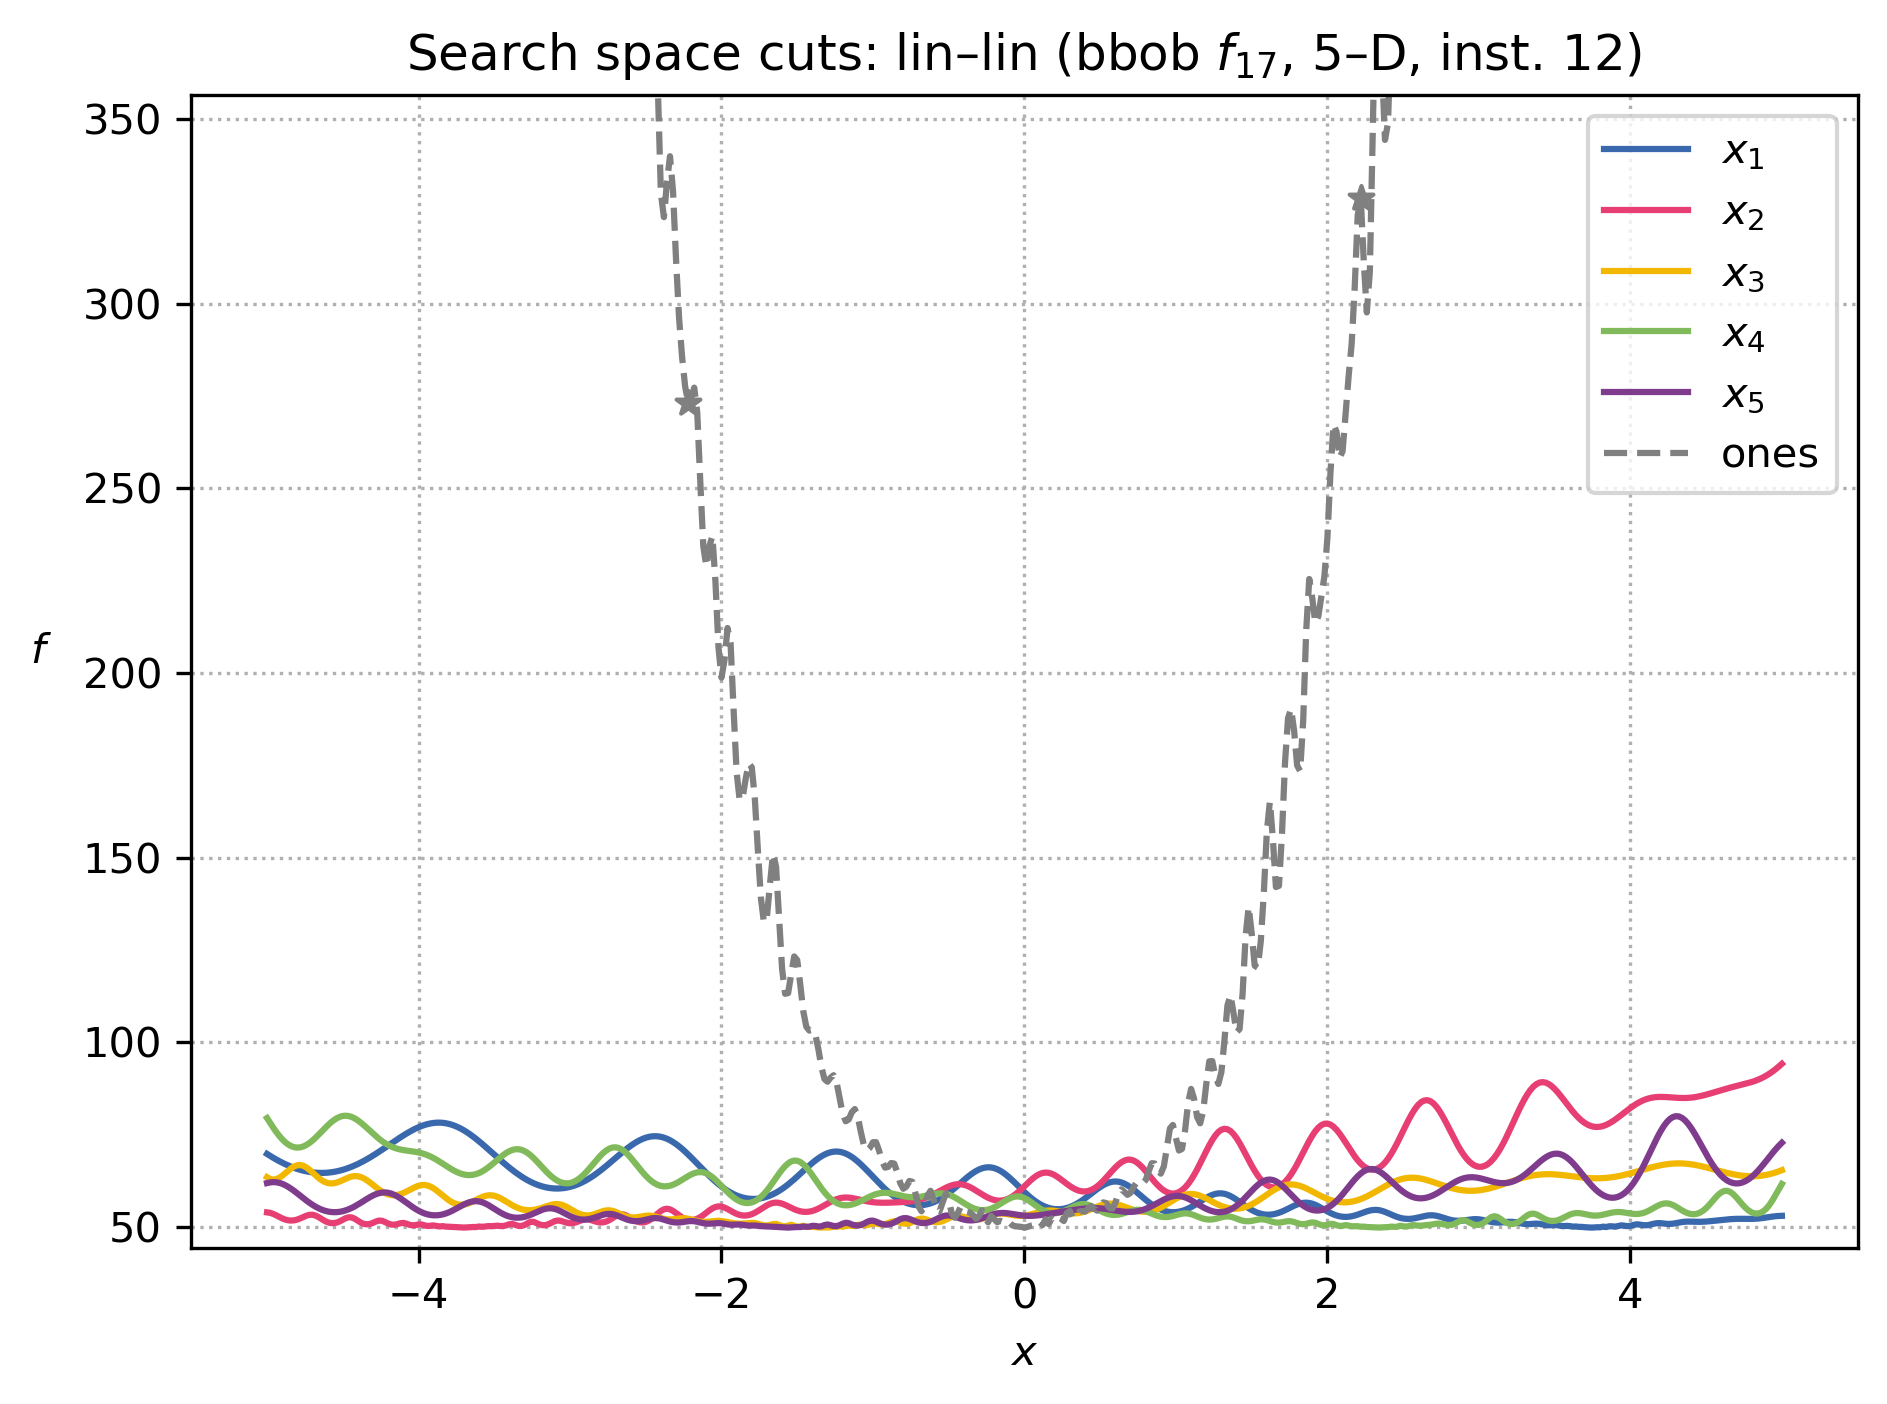 Search space cuts: lin–lin (bbob f₁₇, 5–D, inst. 12)
350
300
250
200
150
100
50
f
−4
−2
0
2
4
x
x₁
x₂
x₃
x₄
x₅
ones